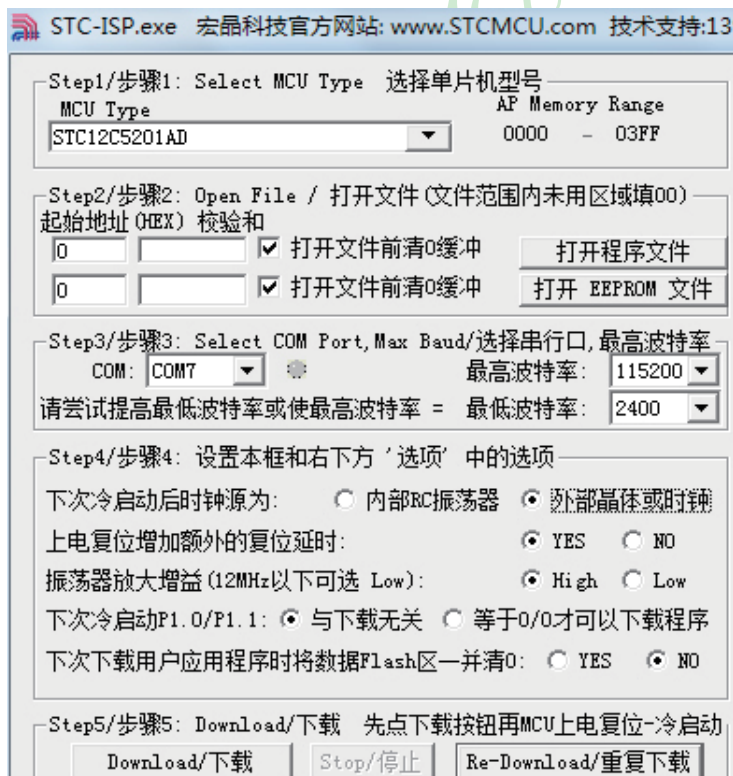 STC-ISP.exe 宏晶科技官方网站: www.STCMCU.com 技术支持:13
Step1/步骤1: Select MCU Type 选择单片机型号
MCU Type AP Memory Range
STC12C5201AD 0000 - 03FF
Step2/步骤2: Open File / 打开文件(文件范围内未用区域填00)
起始地址(HEX) 校验和
0 打开文件前清0缓冲 打开程序文件
0 打开文件前清0缓冲 打开 EEPROM 文件
Step3/步骤3: Select COM Port,Max Baud/选择串行口,最高波特率
COM: COM7 最高波特率: 115200
请尝试提高最低波特率或使最高波特率 = 最低波特率: 2400
Step4/步骤4: 设置本框和右下方 '选项' 中的选项
下次冷启动后时钟源为: 内部RC振荡器 外部晶体或时钟
上电复位增加额外的复位延时: YES NO
振荡器放大增益(12MHz以下可选 Low): High Low
下次冷启动P1.0/P1.1: 与下载无关 等于0/0才可以下载程序
下次下载用户应用程序时将数据Flash区一并清0: YES NO
Step5/步骤5: Download/下载 先点下载按钮再MCU上电复位-冷启动
Download/下载 Stop/停止 Re-Download/重复下载